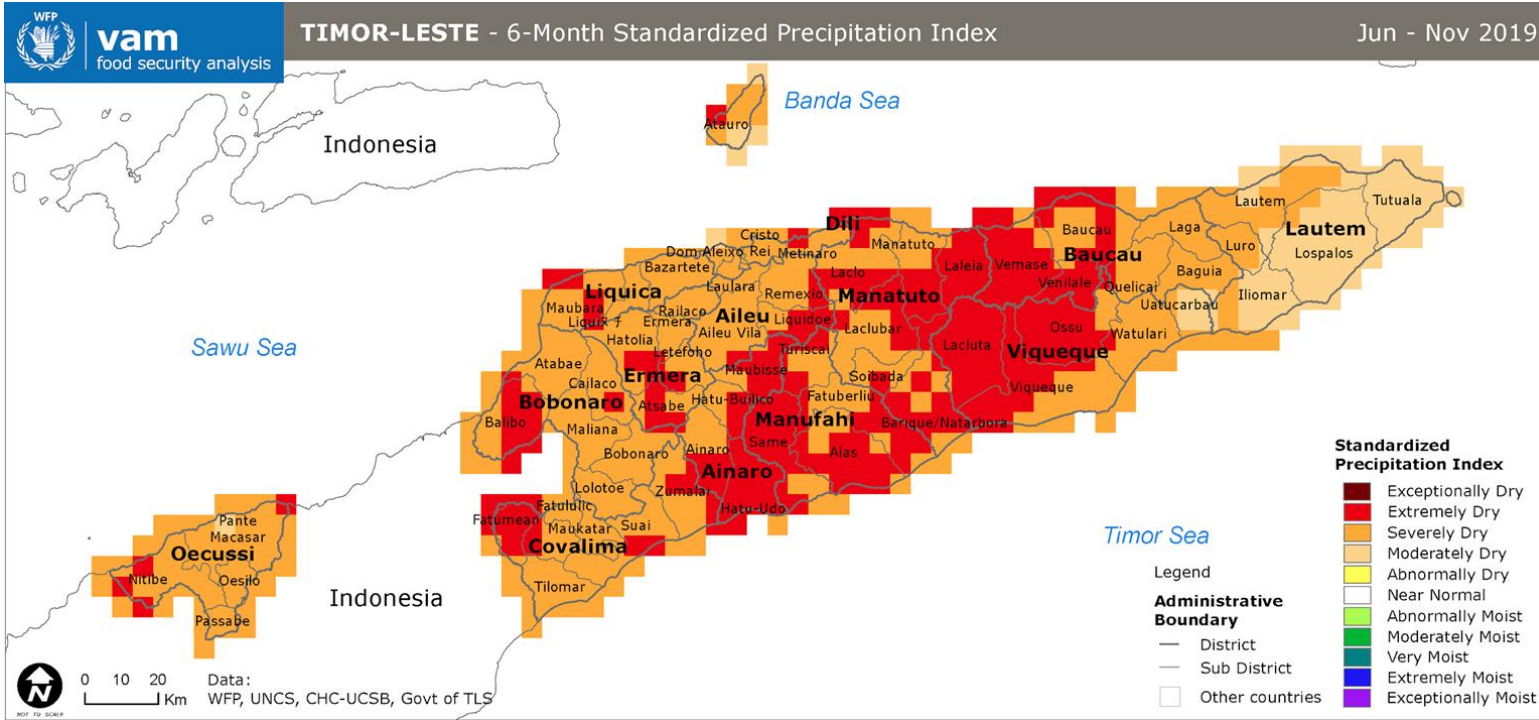 WFP
vam
food security analysis
TIMOR-LESTE - 6-Month Standardized Precipitation Index
Jun - Nov 2019
Banda Sea
Indonesia
Atauro
Lautem
Tutuala
Dili
Cristo
Baucau
Laga
Lautem
Manatuto
Luro
Dom Aleixo Rei
Metinaro
Baucau
Lospalos
Bazartete
Laclo
Laleia
Vemase
Baguia
Liquica
Laulara
Remexio
Manatuto
Venilale
Quelicai
Iliomar
Maubara
Railaco
Aileu
Uatucarbau
Ermera
Liquidoe
Laclubar
Ossu
Watulari
Sawu Sea
Hatolia
Aileu Vila
Turiscai
Lacluta
Viqueque
Atabae
Letefoho
Maubisse
Cailaco
Ermera
Soibada
Viqueque
Bobonaro
Atsabe
Hatu-Builico
Fatuberliu
Balibo
Manufahi
Barique/Natarbora
Maliana
Same
Ainaro
Alas
Bobonaro
Ainaro
Lolotoe
Zumalai
Hatu-Udo
Fatululic
Fatumean
Maukatar
Suai
Covalima
Tilomar
Pante
Macasar
Oecussi
Nitibe
Oesilo
Passabe
Indonesia
Timor Sea
Legend
Administrative
Boundary
District
Sub District
Other countries
Standardized
Precipitation Index
Exceptionally Dry
Extremely Dry
Severely Dry
Moderately Dry
Abnormally Dry
Near Normal
Abnormally Moist
Moderately Moist
Very Moist
Extremely Moist
Exceptionally Moist
N
NOT TO SCALE
0 10 20
Km
Data:
WFP, UNCS, CHC-UCSB, Govt of TLS